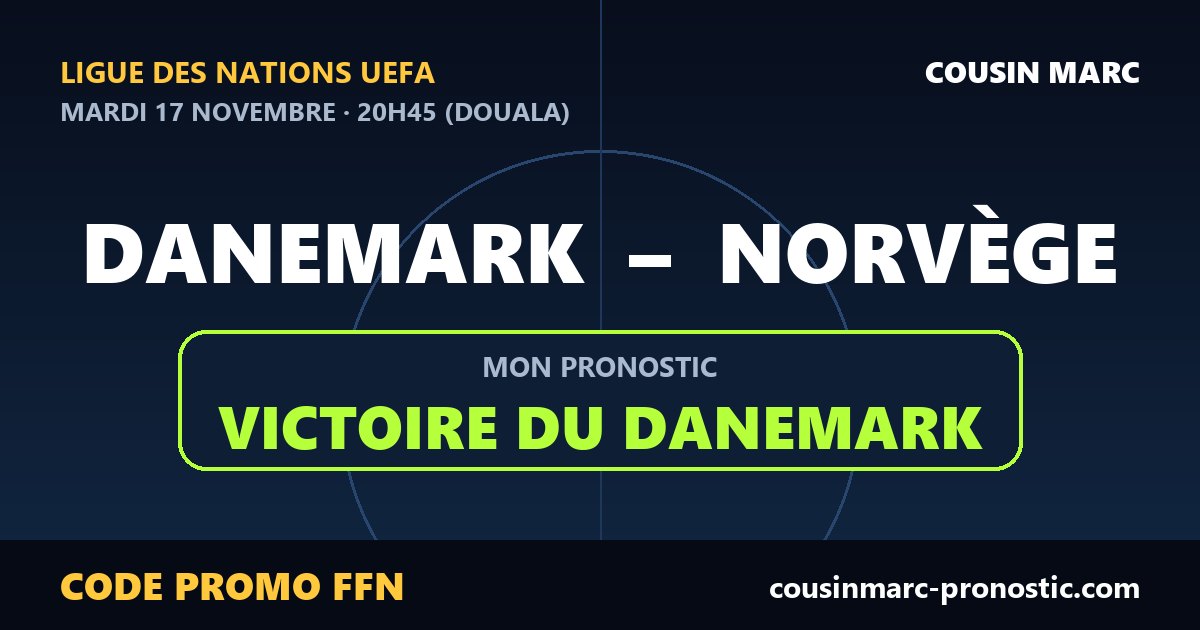 LIGUE DES NATIONS UEFA
COUSIN MARC
MARDI 17 NOVEMBRE · 20H45 (DOUALA)
DANEMARK – NORVÈGE
MON PRONOSTIC
VICTOIRE DU DANEMARK
CODE PROMO FFN
cousinmarc-pronostic.com